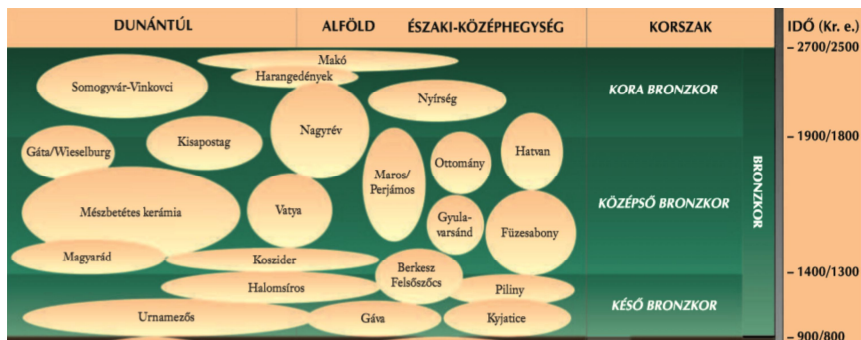 DUNÁNTÚL
ALFÖLD
ÉSZAKI-KÖZÉPHEGYSÉG
KORSZAK
IDŐ (Kr. e.)
– 2700/2500
Makó
Harangedények
Somogyvár-Vinkovci
Nyírség
KORA BRONZKOR
Nagyrév
Kisapostag
– 1900/1800
Gáta/Wieselburg
Hatvan
Ottomány
Maros/
Perjámos
BRONZKOR
Mészbetétes kerámia
Vatya
KÖZÉPSŐ BRONZKOR
Gyula-
varsánd
Füzesabony
Magyarád
Koszider
Berkesz
Felsőszőcs
– 1400/1300
Halomsíros
Piliny
KÉSŐ BRONZKOR
Urnamezős
Gáva
Kyjatice
– 900/800